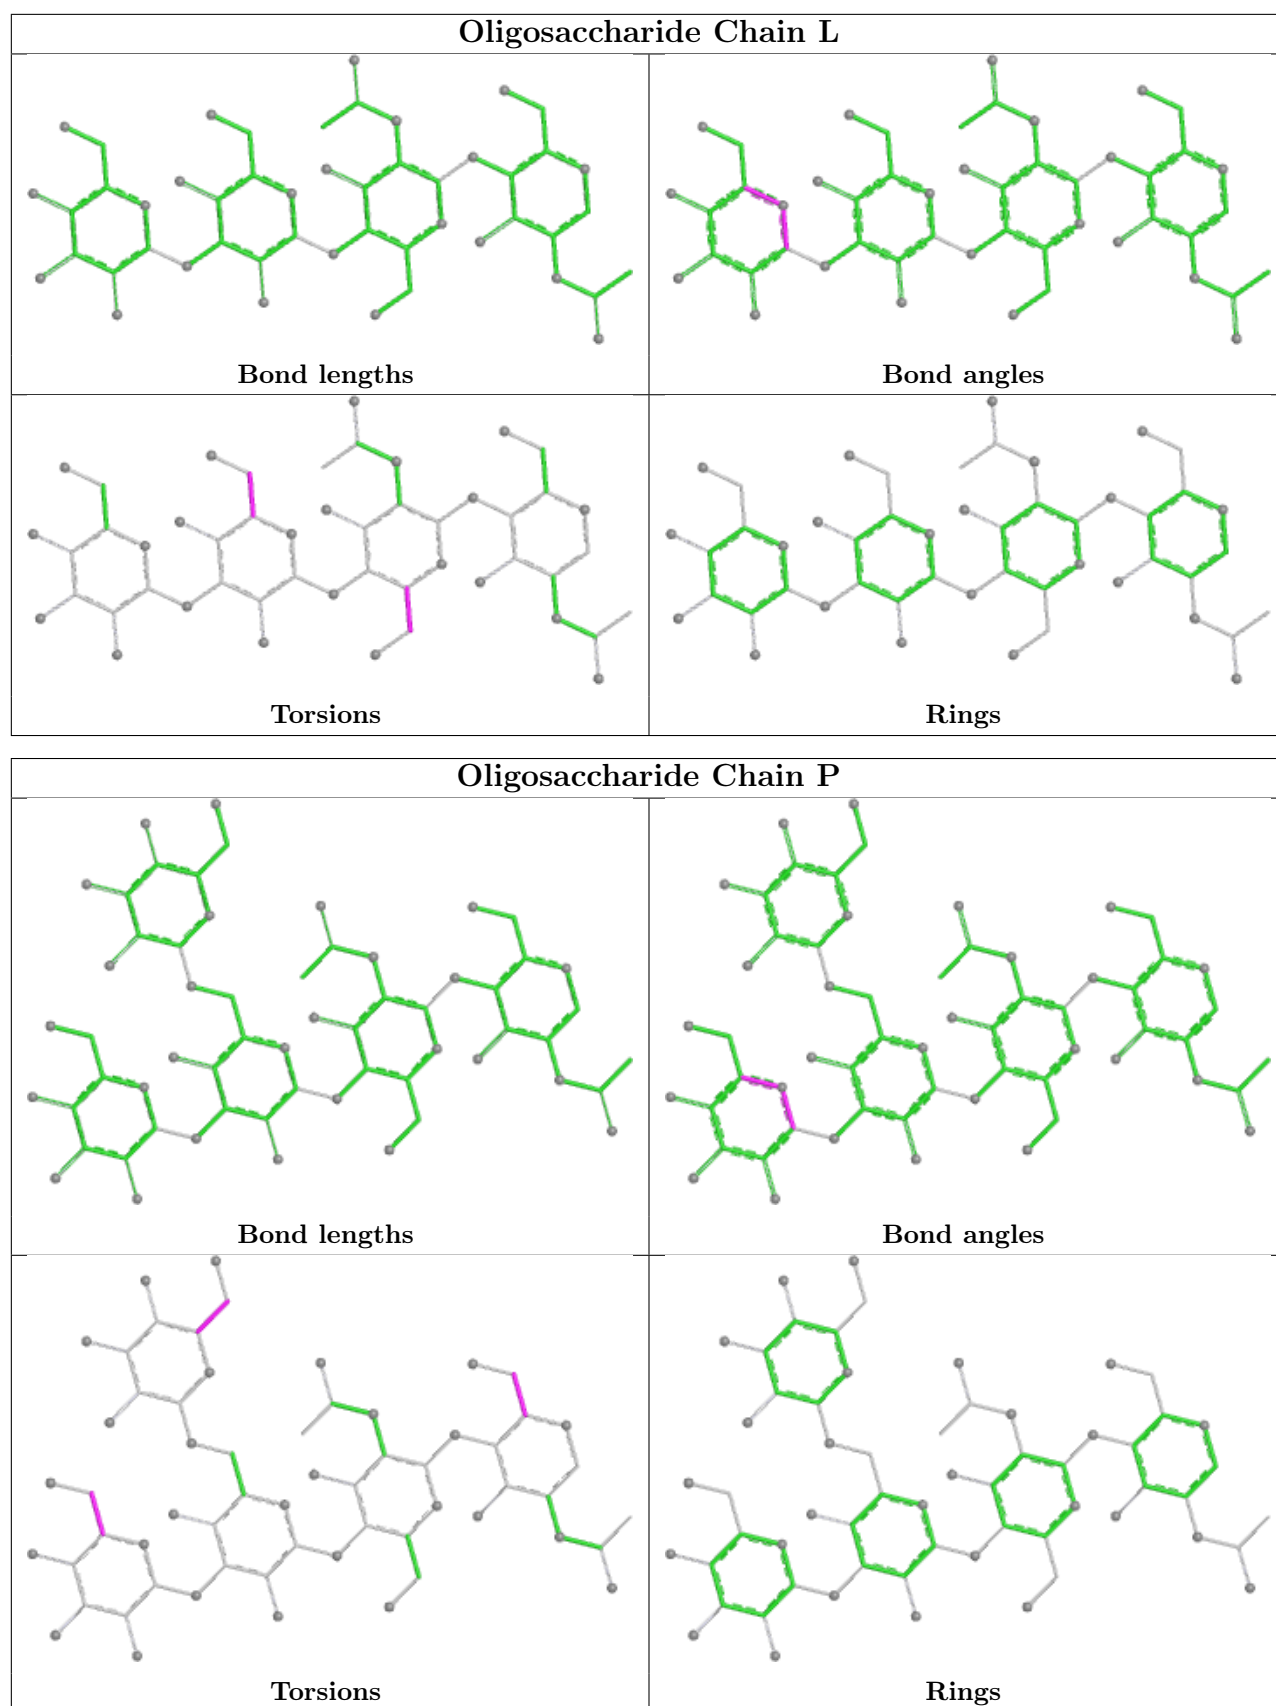 Oligosaccharide Chain L
Bond lengths
Bond angles
Torsions
Rings
Oligosaccharide Chain P
Bond lengths
Bond angles
Torsions
Rings